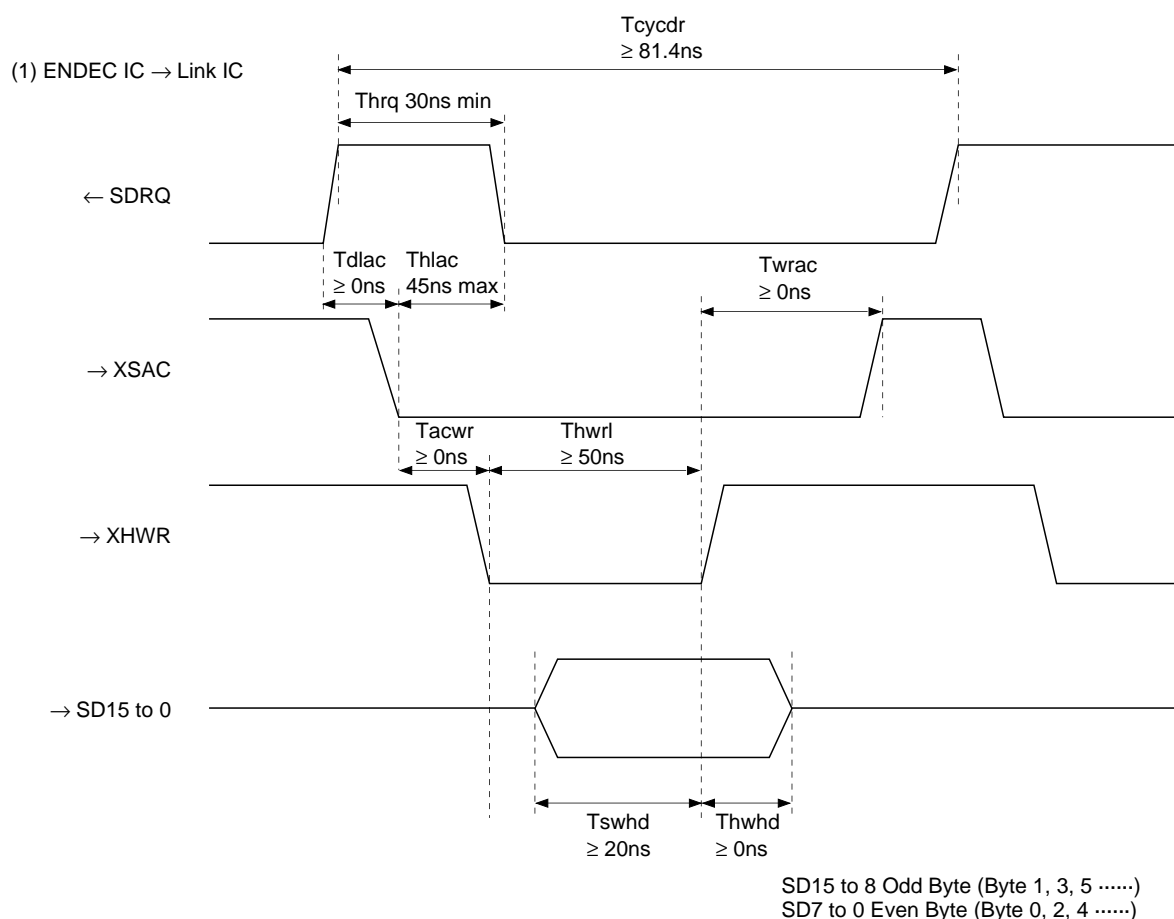 Tcycdr
≥ 81.4ns
(1) ENDEC IC → Link IC
Thrq 30ns min
← SDRQ
Tdlac
≥ 0ns
Thlac
45ns max
Twrac
≥ 0ns
→ XSAC
Tacwr
≥ 0ns
Thwrl
≥ 50ns
→ XHWR
→ SD15 to 0
Tswhd
≥ 20ns
Thwhd
≥ 0ns
SD15 to 8 Odd Byte (Byte 1, 3, 5 ······)
SD7 to 0 Even Byte (Byte 0, 2, 4 ······)